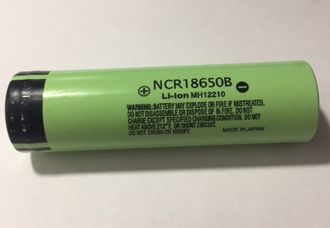 ⊕ NCR18650B ⊖
Li-ion MH12210
WARNING: BATTERY MAY EXPLODE OR FIRE IF MISTREATED.
DO NOT DISASSEMBLE OR DISPOSE OF IN FIRE. DO NOT
CHARGE EXCEPT SPECIFIED CHARGING CONDITION. DO NOT
HEAT ABOVE 212°F, OR SHORT CIRCUIT.
DO NOT CRUSH OR MODIFY.
MADE IN JAPAN